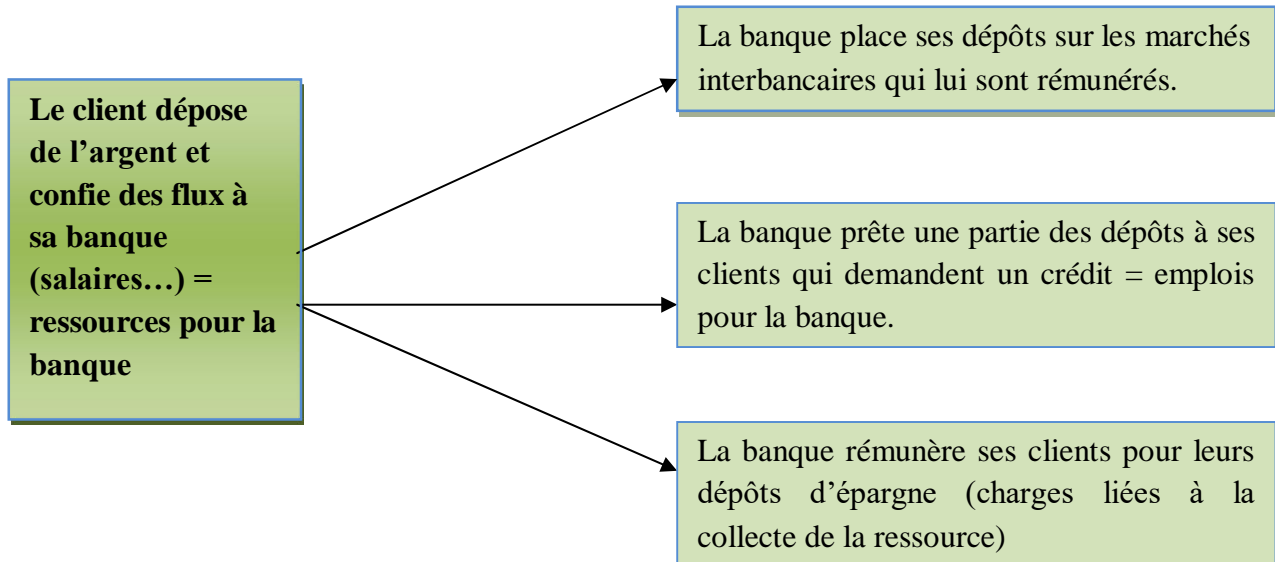 Le client dépose
de l’argent et
confie des flux à
sa banque
(salaires…) =
ressources pour la
banque
La banque place ses dépôts sur les marchés
interbancaires qui lui sont rémunérés.
La banque prête une partie des dépôts à ses
clients qui demandent un crédit = emplois
pour la banque.
La banque rémunère ses clients pour leurs
dépôts d’épargne (charges liées à la
collecte de la ressource)